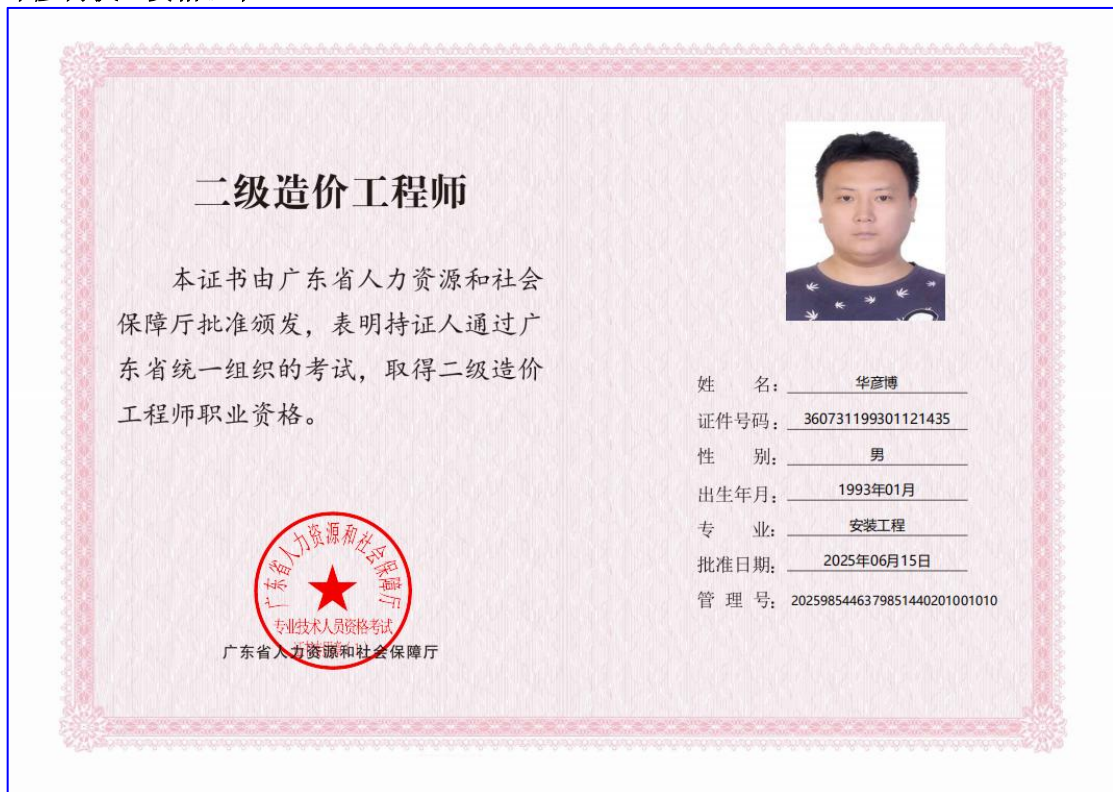 二级造价工程师
本证书由广东省人力资源和社会
保障厅批准颁发，表明持证人通过广
东省统一组织的考试，取得二级造价
工程师职业资格。
广东省人力资源和社会保障厅
专业技术人员资格考试
广东省人力资源和社会保障厅
姓 名：华彦博
证件号码：360731199301121435
性 别：男
出生年月：1993年01月
专 业：安装工程
批准日期：2025年06月15日
管 理 号：2025985446379851440201001010